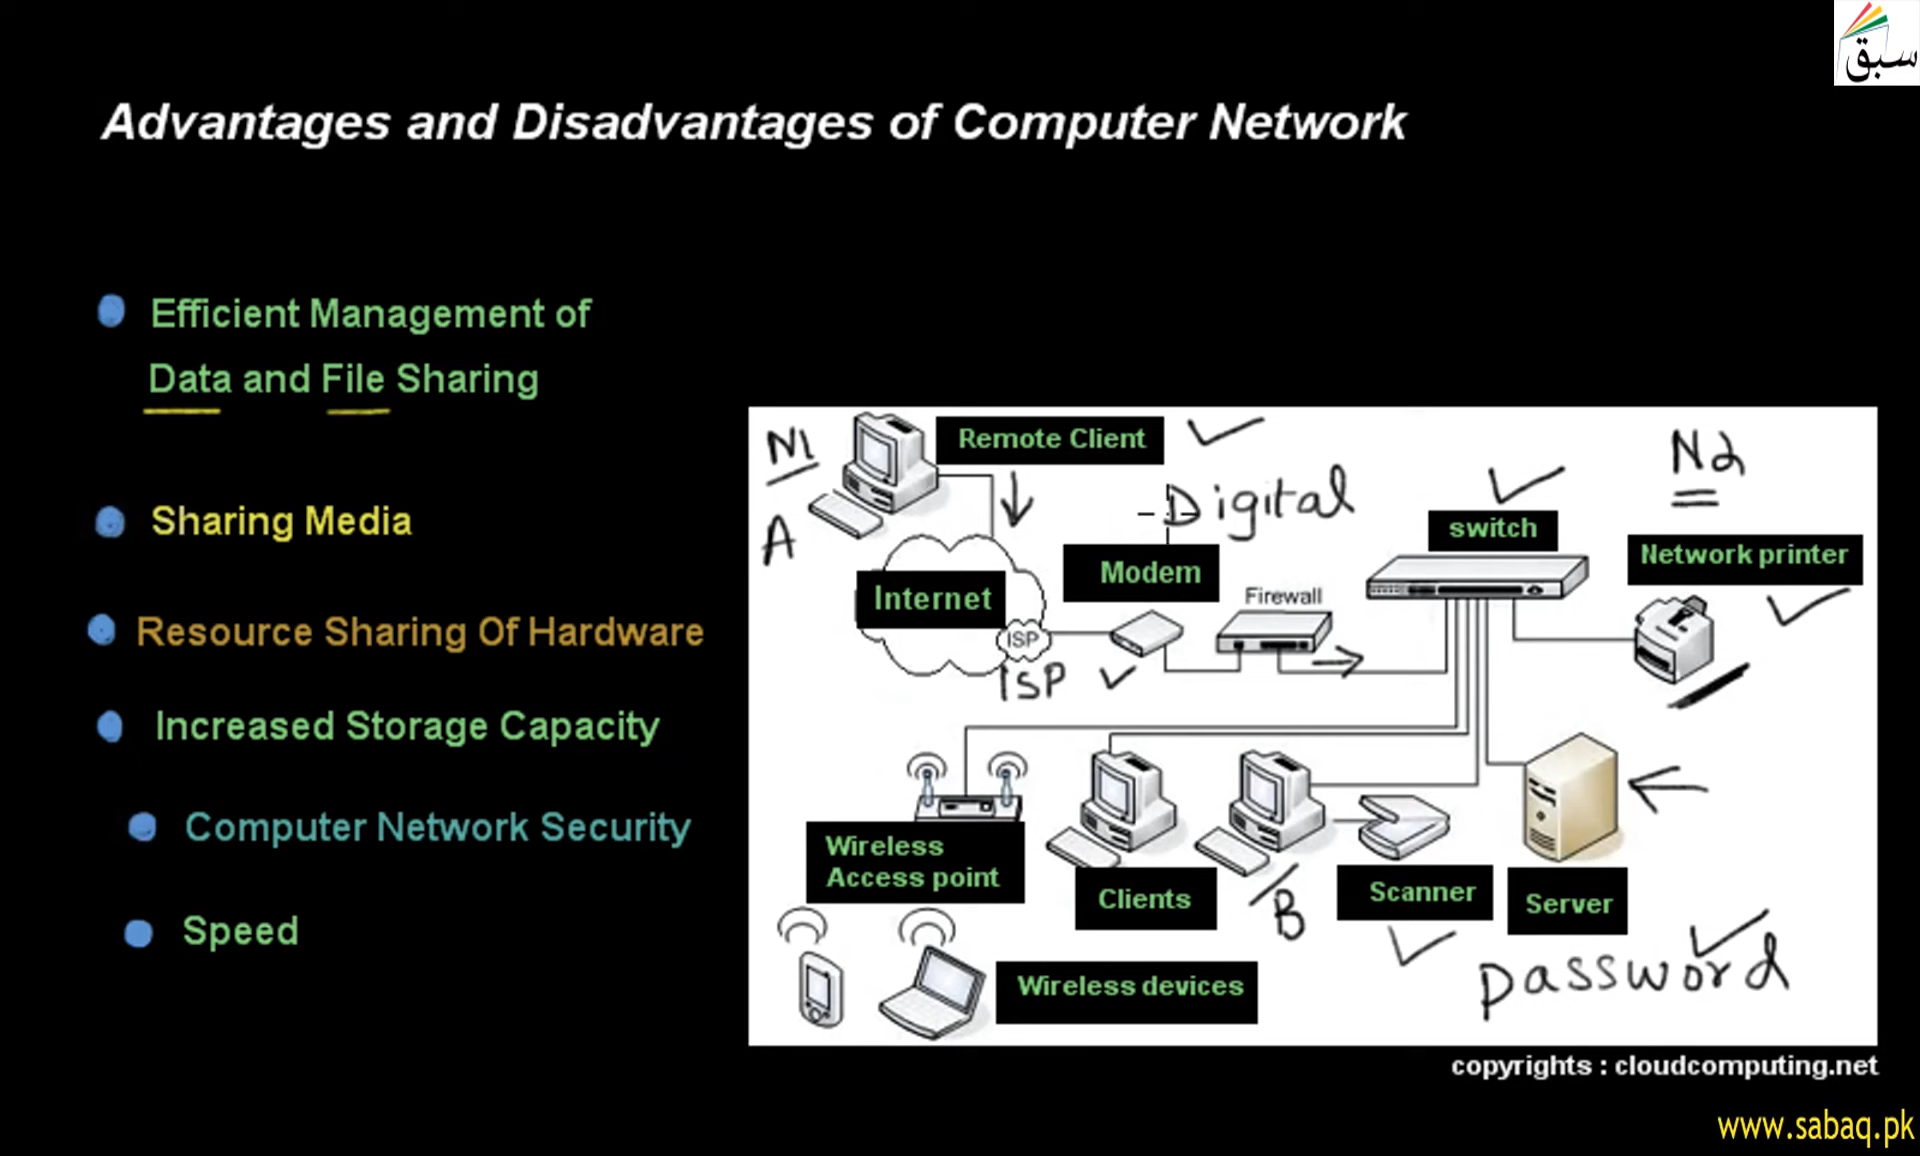 سبق
Advantages and Disadvantages of Computer Network
Efficient Management of
Data and File Sharing
Sharing Media
Resource Sharing Of Hardware
Increased Storage Capacity
Computer Network Security
Speed
N1
Remote Client
A
Digital
N2
switch
Network printer
Internet
Modem
Firewall
ISP
ISP
Wireless
Access point
Clients
B
Scanner
Server
password
Wireless devices
copyrights : cloudcomputing.net
www.sabaq.pk